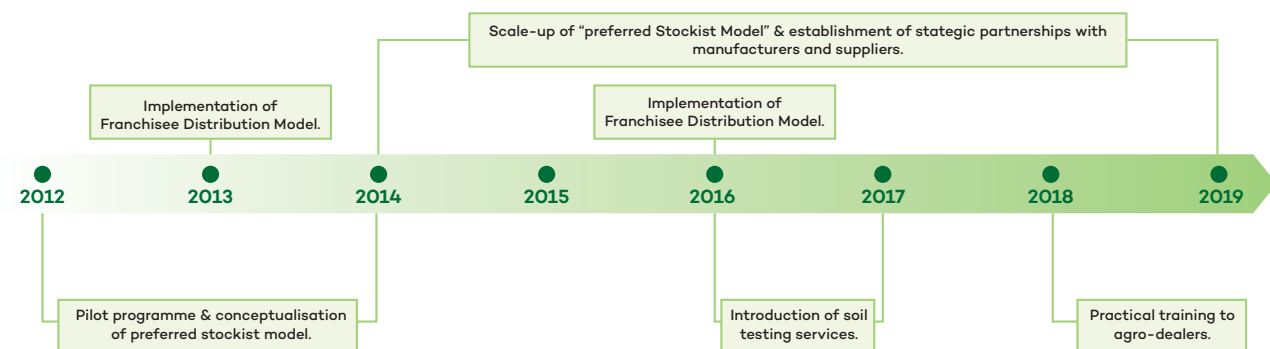 Scale-up of “preferred Stockist Model” & establishment of stategic partnerships with
manufacturers and suppliers.
Implementation of
Franchisee Distribution Model.
Implementation of
Franchisee Distribution Model.
2012
2013
2014
2015
2016
2017
2018
2019
Pilot programme & conceptualisation
of preferred stockist model.
Introduction of soil
testing services.
Practical training to
agro-dealers.